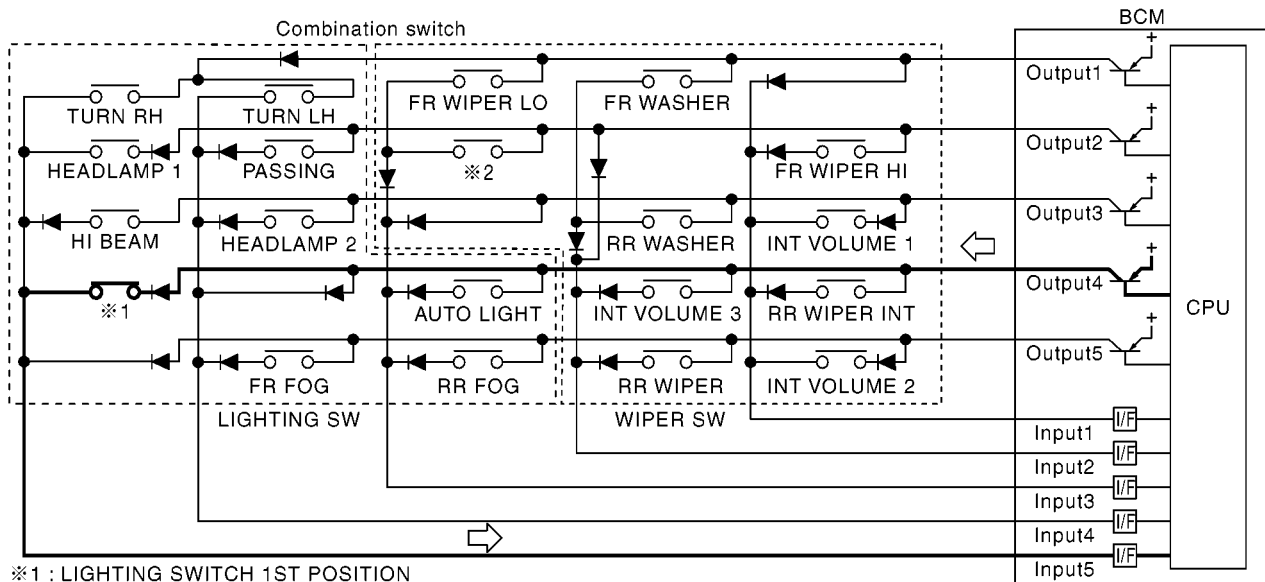 BCM
Combination switch
+
Output1
TURN RH
TURN LH
FR WIPER LO
FR WASHER
+
Output2
HEADLAMP 1
PASSING
※2
FR WIPER HI
+
Output3
HI BEAM
HEADLAMP 2
RR WASHER
INT VOLUME 1
+
Output4
CPU
※1
AUTO LIGHT
INT VOLUME 3
RR WIPER INT
+
Output5
FR FOG
RR FOG
RR WIPER
INT VOLUME 2
LIGHTING SW
WIPER SW
I/F
Input1
I/F
Input2
I/F
Input3
I/F
Input4
I/F
Input5
※1 : LIGHTING SWITCH 1ST POSITION